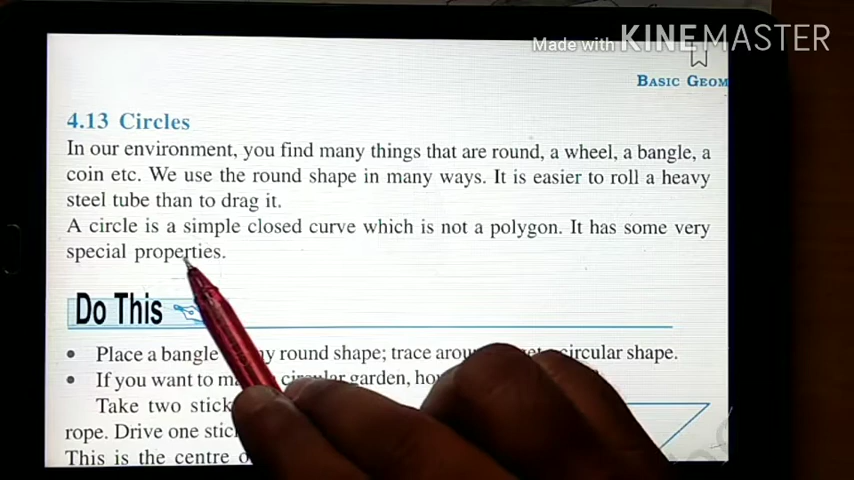 Made with KINEMASTER
BASIC GEOM
4.13 Circles
In our environment, you find many things that are round, a wheel, a bangle, a
coin etc. We use the round shape in many ways. It is easier to roll a heavy
steel tube than to drag it.
A circle is a simple closed curve which is not a polygon. It has some very
special properties.
Do This
• Place a bangle round shape; trace circular shape.
• If you want to garden,
Take two
rope. Drive one
This is the centre